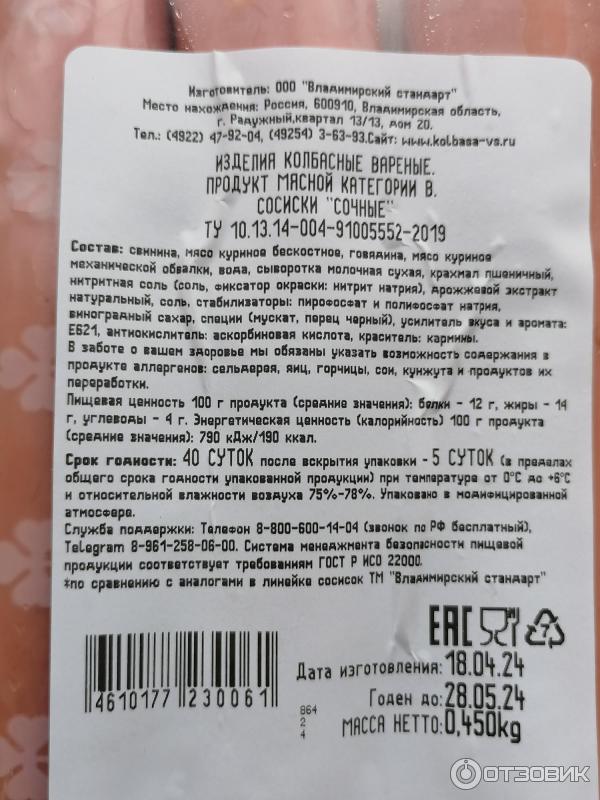 Изготовитель: ООО "Владимирский стандарт"
Место нахождения: Россия, 600910, Владимирская область,
г. Радужный,квартал 13/13, дом 20.
Тел.: (4922) 47-92-04, (49254) 3-63-93.Сайт: www.kolbasa-vs.ru
ИЗДЕЛИЯ КОЛБАСНЫЕ ВАРЕНЫЕ.
ПРОДУКТ МЯСНОЙ КАТЕГОРИИ В.
СОСИСКИ "СОЧНЫЕ"
ТУ 10.13.14-004-91005552-2019
Состав: свинина, мясо куриное бескостное, говядина, мясо куриное
механической обвалки, вода, сыворотка молочная сухая, крахмал пшеничный,
нитритная соль (соль, фиксатор окраски: нитрит натрия), дрожжевой экстракт
натуральный, соль, стабилизаторы: пирофосфат и полифосфат натрия,
виноградный сахар, специи (мускат, перец черный), усилитель вкуса и аромата:
Е621, антиокислитель: аскорбиновая кислота, краситель: кармины.
В заботе о вашем здоровье мы обязаны указать возможность содержания в
продукте аллергенов: сельдерея, яиц, горчицы, сои, кунжута и продуктов их
переработки.
Пищевая ценность 100 г продукта (средние значения): белки - 12 г, жиры - 14
г, углеводы - 4 г. Энергетическая ценность (калорийность) 100 г продукта
(средние значения): 790 кДж/190 ккал.
Срок годности: 40 СУТОК после вскрытия упаковки - 5 СУТОК (в пределах
общего срока годности упакованной продукции) при температуре от 0°С до +6°С
и относительной влажности воздуха 75%-78%. Упаковано в модифицированной
атмосфере.
Служба поддержки: Телефон 8-800-600-14-04 (звонок по РФ бесплатный),
Telegram 8-961-258-06-00. Система менеджмента безопасности пищевой
продукции соответствует требованиям ГОСТ Р ИСО 22000.
*по сравнению с аналогами в линейке сосисок ТМ "Владимирский стандарт"
EAC 7
Дата изготовления: 18.04.24
Годен до: 28.05.24
МАССА НЕТТО: 0,450kg
4610177 230061
864
2
4
ОТЗОВИК